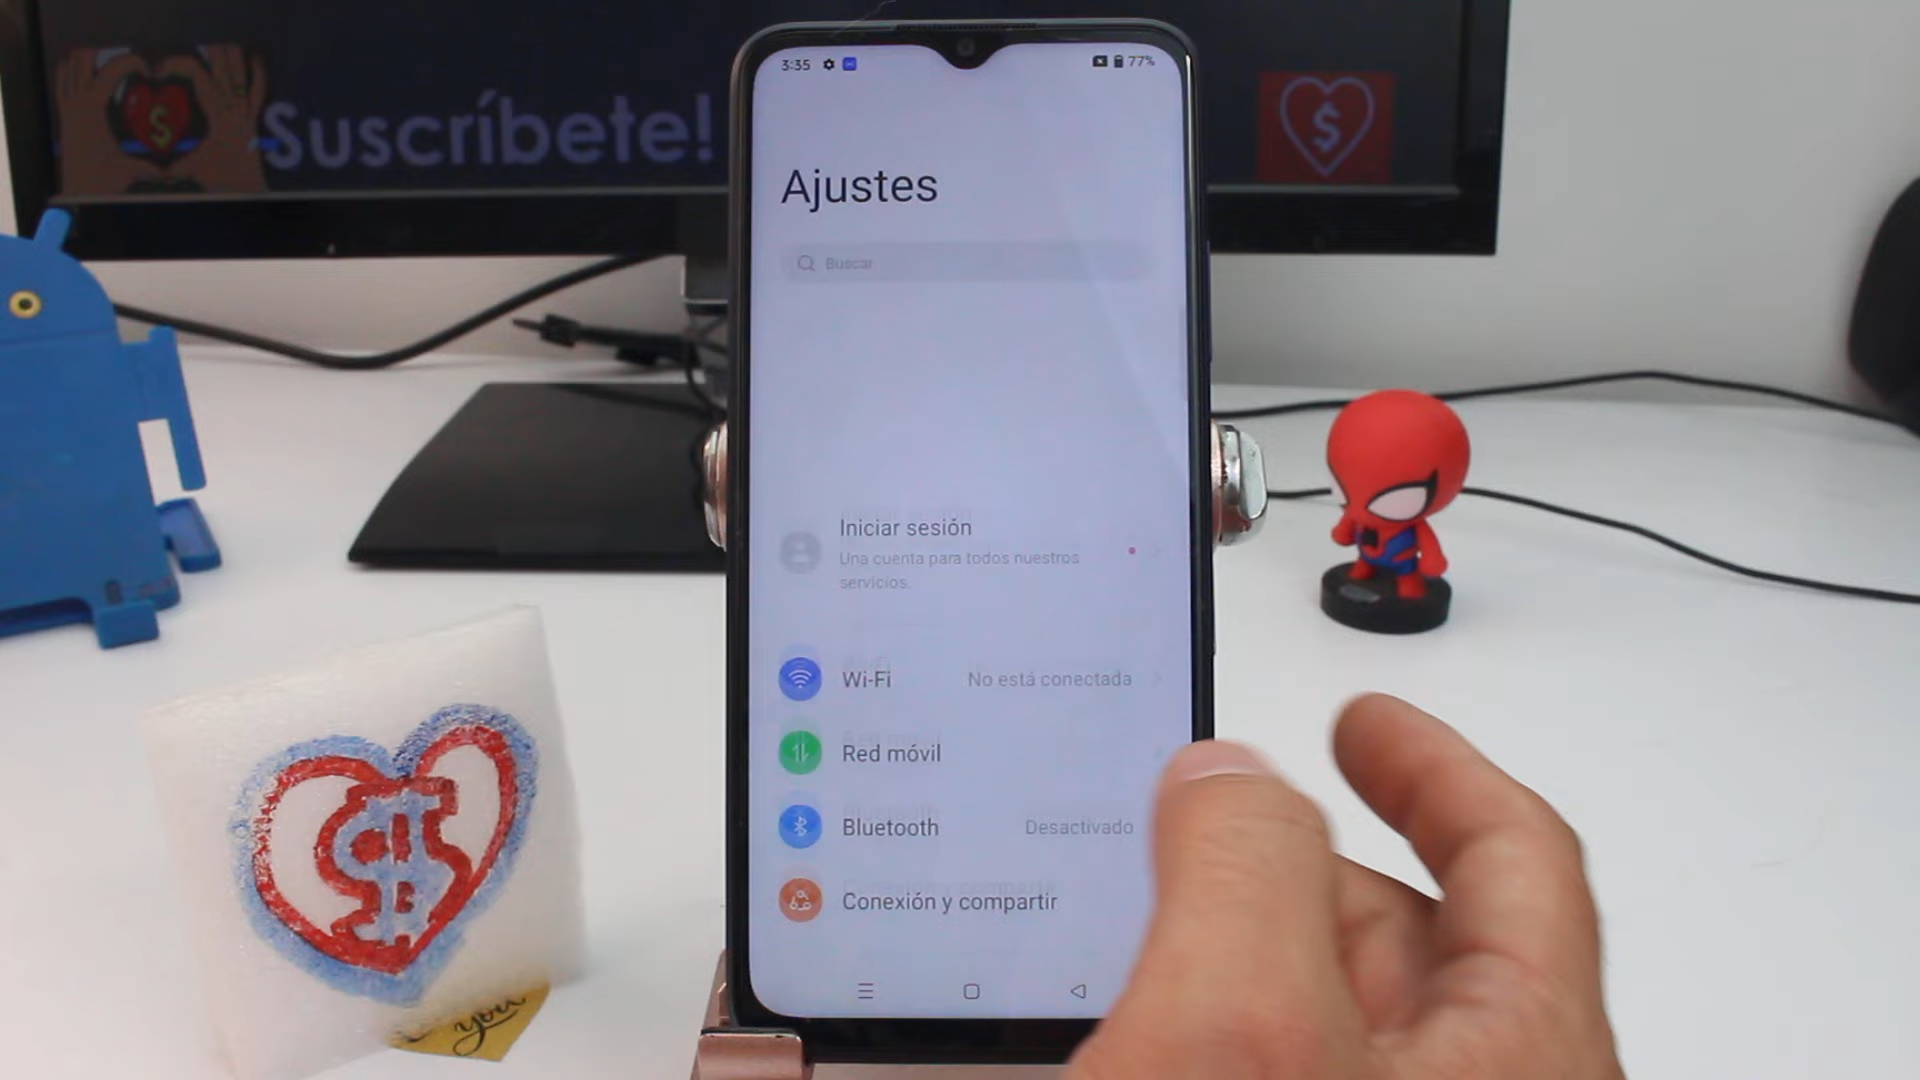 Suscríbete!
$
$
3:35
77%
Ajustes
Buscar
Iniciar sesión
Una cuenta para todos nuestros
servicios.
Wi-Fi
No está conectada
Red móvil
Bluetooth
Desactivado
Conexión y compartir
$
you